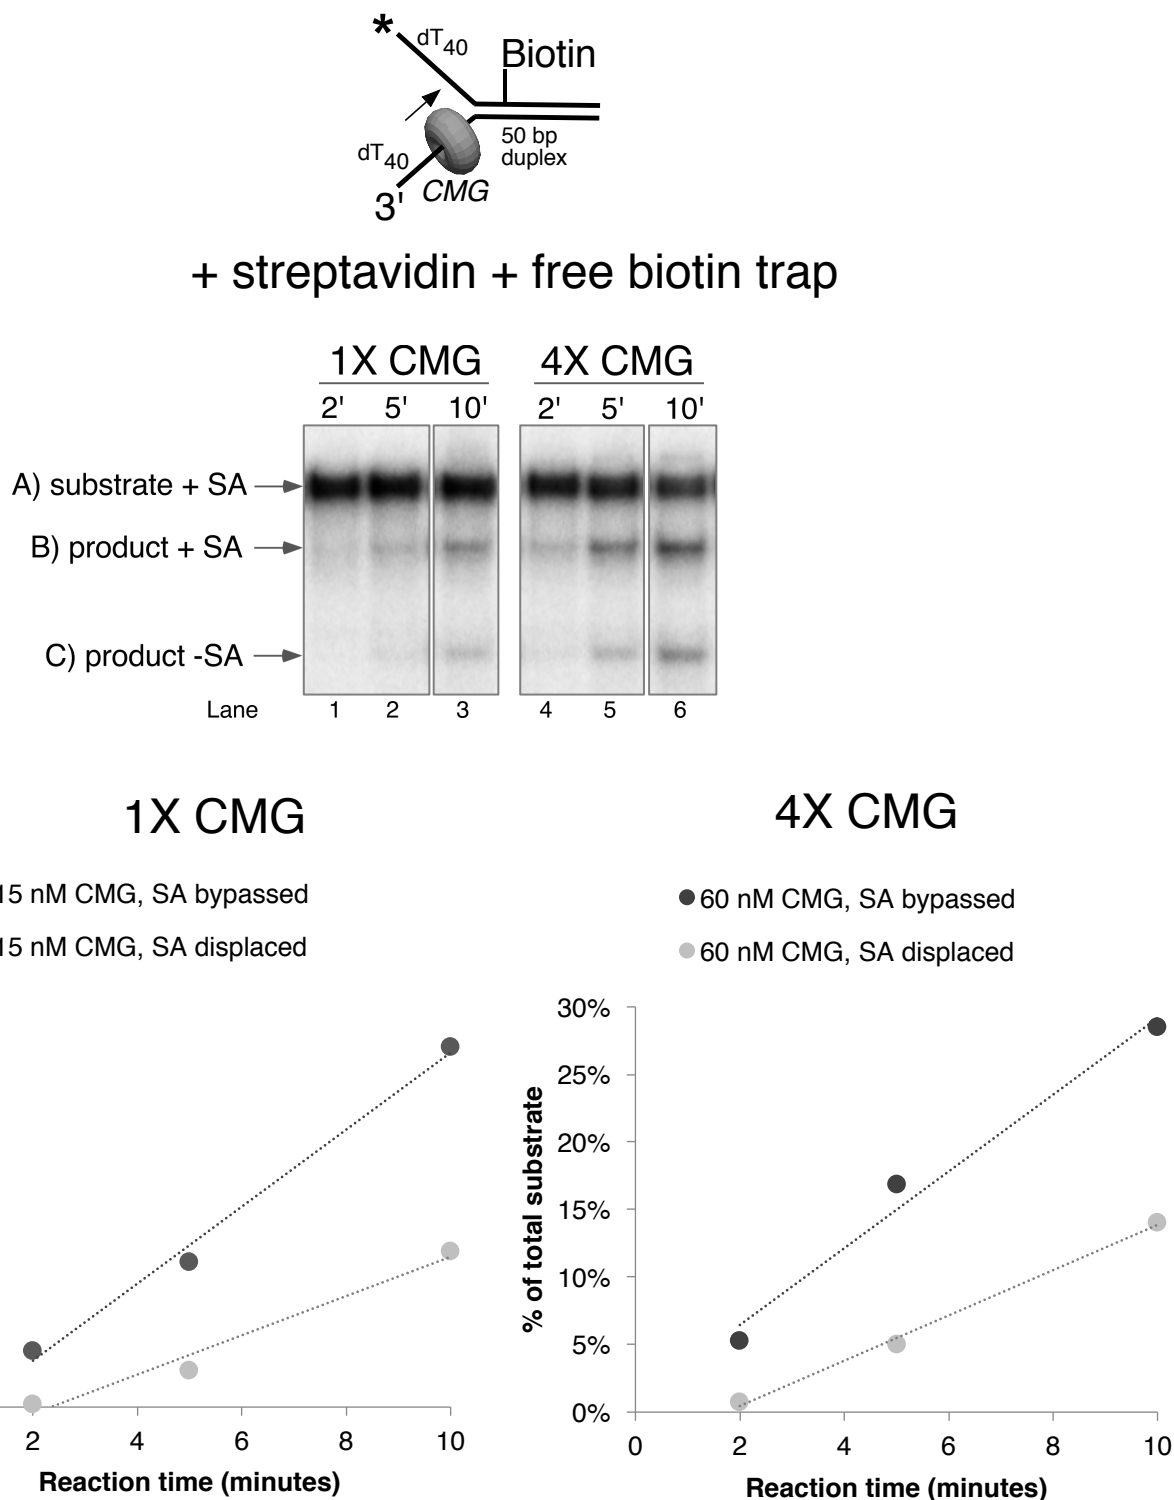 *
dT40
Biotin
50 bp
duplex
dT40
CMG
3'
+ streptavidin + free biotin trap
1X CMG 4X CMG
2' 5' 10' 2' 5' 10'
A) substrate + SA
B) product + SA
C) product -SA
Lane 1 2 3 4 5 6
1X CMG
15 nM CMG, SA bypassed
15 nM CMG, SA displaced
2 4 6 8 10
Reaction time (minutes)
4X CMG
60 nM CMG, SA bypassed
60 nM CMG, SA displaced
% of total substrate
30%
25%
20%
15%
10%
5%
0%
0 2 4 6 8 10
Reaction time (minutes)